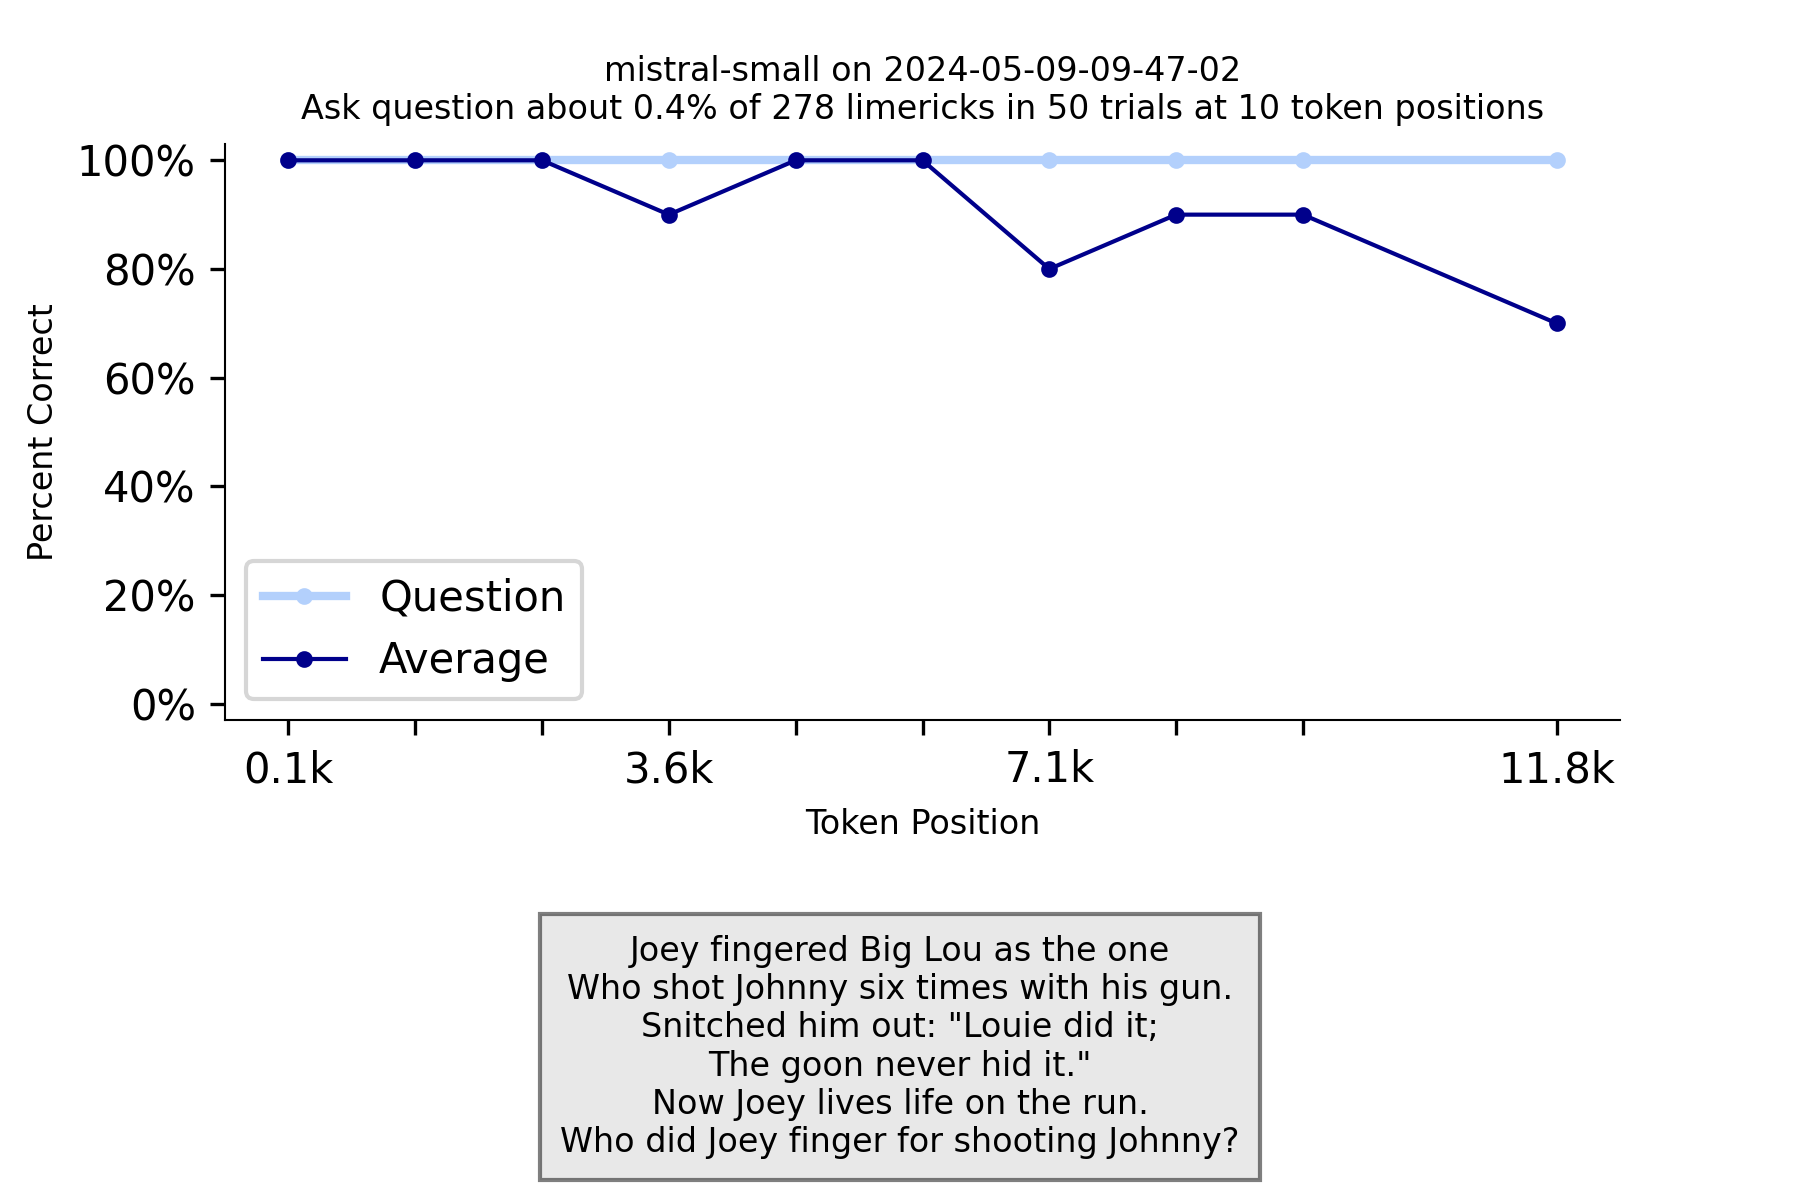 mistral-small on 2024-05-09-09-47-02
Ask question about 0.4% of 278 limericks in 50 trials at 10 token positions
100%
80%
60%
40%
20%
0%
Percent Correct
Question
Average
0.1k
3.6k
7.1k
11.8k
Token Position
Joey fingered Big Lou as the one
Who shot Johnny six times with his gun.
Snitched him out: "Louie did it;
The goon never hid it."
Now Joey lives life on the run.
Who did Joey finger for shooting Johnny?